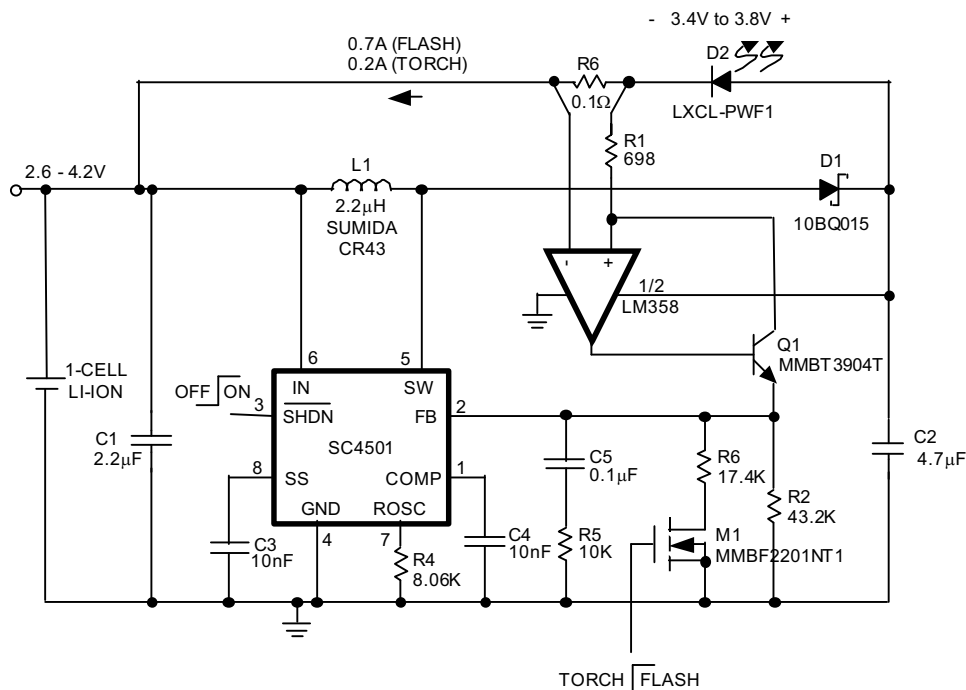 - 3.4V to 3.8V +
0.7A (FLASH)
0.2A (TORCH)
D2
R6
0.1Ω
LXCL-PWF1
R1
698
2.6 - 4.2V
L1
2.2µH
SUMIDA
CR43
D1
10BQ015
- +
1/2
LM358
Q1
MMBT3904T
1-CELL
LI-ION
6
5
IN
SW
OFF ON
3
SHDN
FB
2
SC4501
C1
2.2µF
8
SS
COMP
1
GND
ROSC
4
7
C3
10nF
R4
8.06K
C4
10nF
C5
0.1µF
R5
10K
R6
17.4K
M1
MMBF2201NT1
R2
43.2K
C2
4.7µF
TORCH FLASH